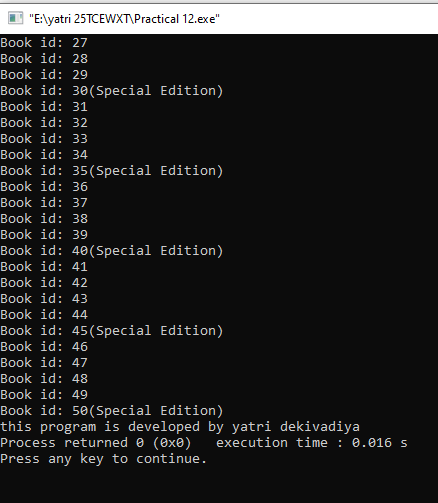 "E:\yatri 25TCEWXT\Practical 12.exe"
Book id: 27
Book id: 28
Book id: 29
Book id: 30(Special Edition)
Book id: 31
Book id: 32
Book id: 33
Book id: 34
Book id: 35(Special Edition)
Book id: 36
Book id: 37
Book id: 38
Book id: 39
Book id: 40(Special Edition)
Book id: 41
Book id: 42
Book id: 43
Book id: 44
Book id: 45(Special Edition)
Book id: 46
Book id: 47
Book id: 48
Book id: 49
Book id: 50(Special Edition)
this program is developed by yatri dekivadiya
Process returned 0 (0x0)   execution time : 0.016 s
Press any key to continue.